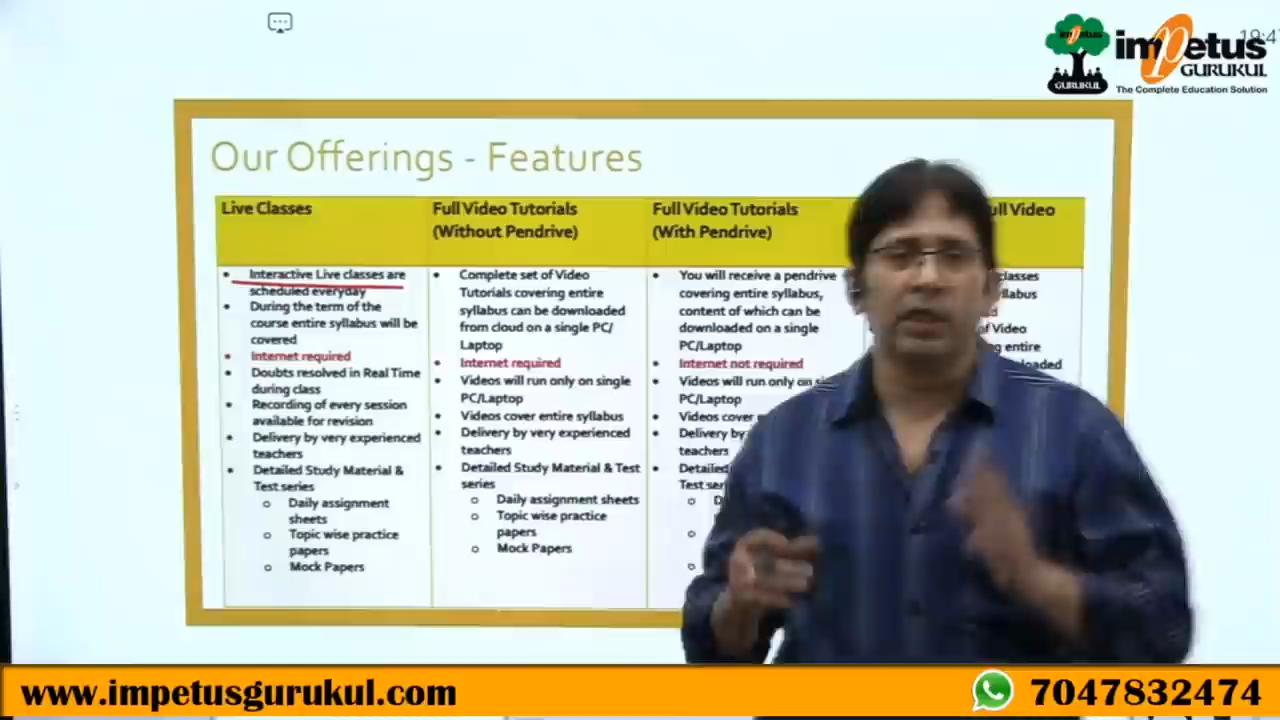 impetus
GURUKUL
impetus
GURUKUL
The Complete Education Solution
Our Offerings - Features
Live Classes
Interactive Live classes are
scheduled everyday
During the term of the
course entire syllabus will be
covered
Internet required
Doubts resolved in Real Time
during class
Recording of every session
available for revision
Delivery by very experienced
teachers
Detailed Study Material &
Test series
Daily assignment
sheets
Topic wise practice
papers
Mock Papers
Full Video Tutorials
(Without Pendrive)
Complete set of Video
Tutorials covering entire
syllabus can be downloaded
from cloud on a single PC/
Laptop
Internet required
Videos will run only on single
PC/Laptop
Videos cover entire syllabus
Delivery by very experienced
teachers
Detailed Study Material & Test
series
Daily assignment sheets
Topic wise practice
papers
Mock Papers
Full Video Tutorials
(With Pendrive)
You will receive a pendrive
covering entire syllabus,
content of which can be
downloaded on a single
PC/Laptop
Internet not required
Videos will run only on
PC/Laptop
Videos cover
Delivery by
teachers
Detailed
Test
Video
classes
of Video
entire
www.impetusgurukul.com
7047832474